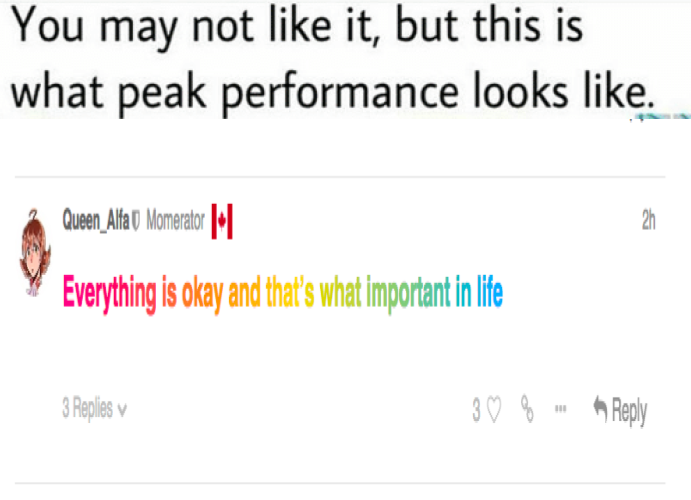 You may not like it, but this is
what peak performance looks like.
Queen_Alfa Momerator 2h
Everything is okay and that's what important in life
3 Replies 3 Reply